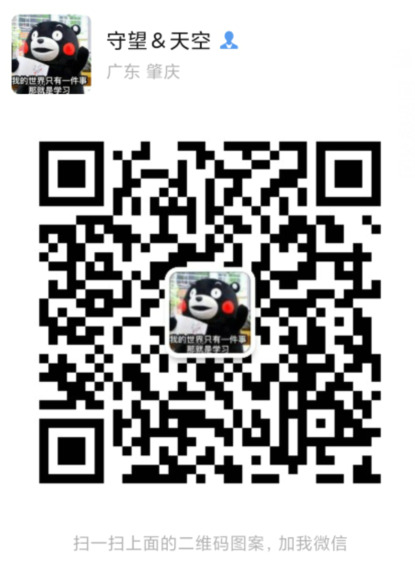 守望＆天空
广东 肇庆
我的世界只有一件事
那就是学习
我的世界只有一件事
那就是学习
扫一扫上面的二维码图案，加我微信